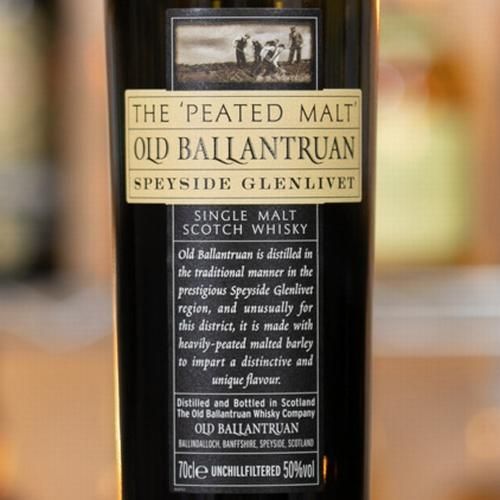 THE 'PEATED MALT'
OLD BALLANTRUAN
SPEYSIDE GLENLIVET
SINGLE MALT
SCOTCH WHISKY
Old Ballantruan is distilled in
the traditional manner in the
prestigious Speyside Glenlivet
region, and unusually for
this district, it is made with
heavily-peated malted barley
to impart a distinctive and
unique flavour.
Distilled and Bottled in Scotland
The Old Ballantruan Whisky Company
OLD BALLANTRUAN
BALLINDALLOCH, BANFFSHIRE, SPEYSIDE, SCOTLAND
70cl℮ UNCHILLFILTERED 50%vol